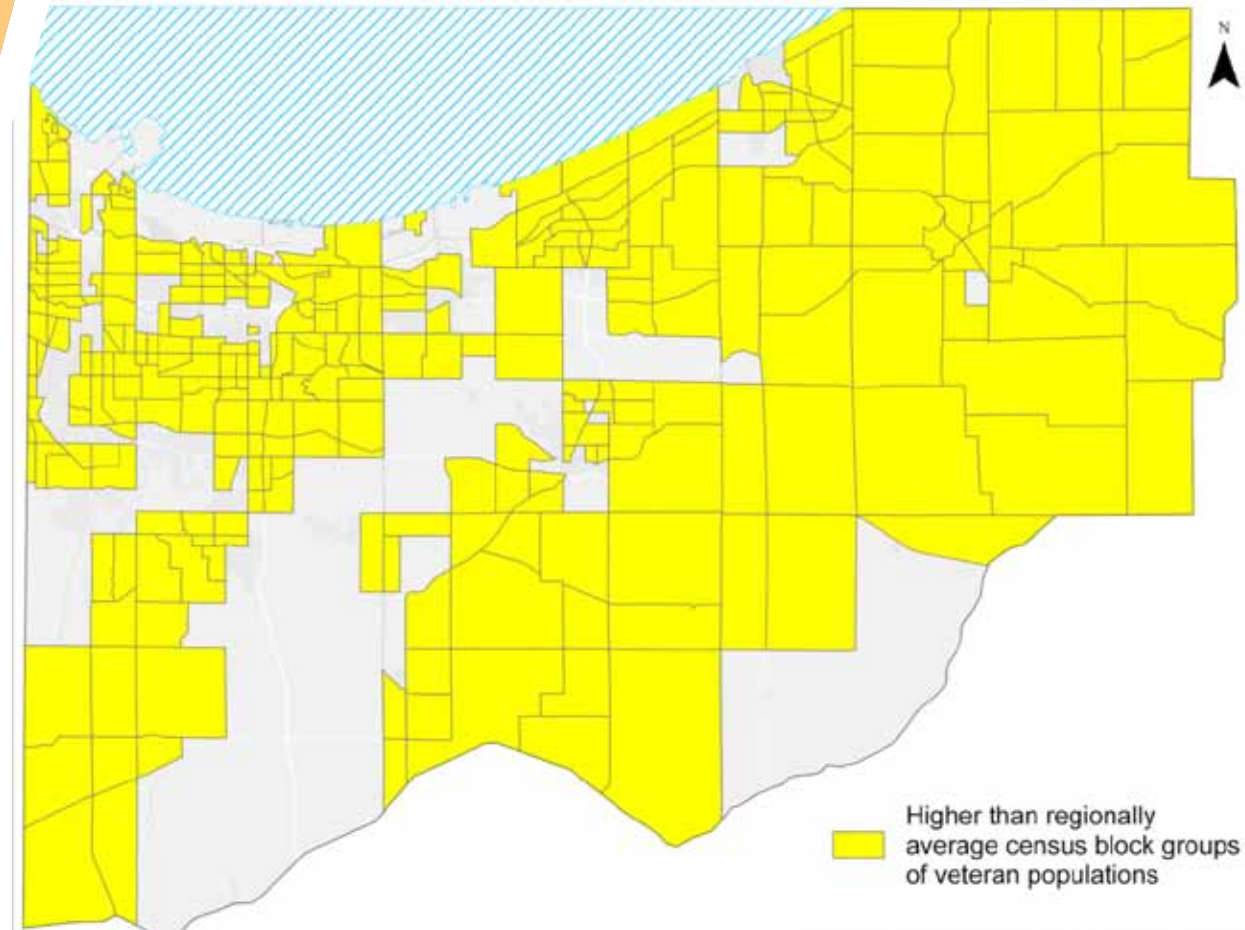 N
Higher than regionally
average census block groups
of veteran populations